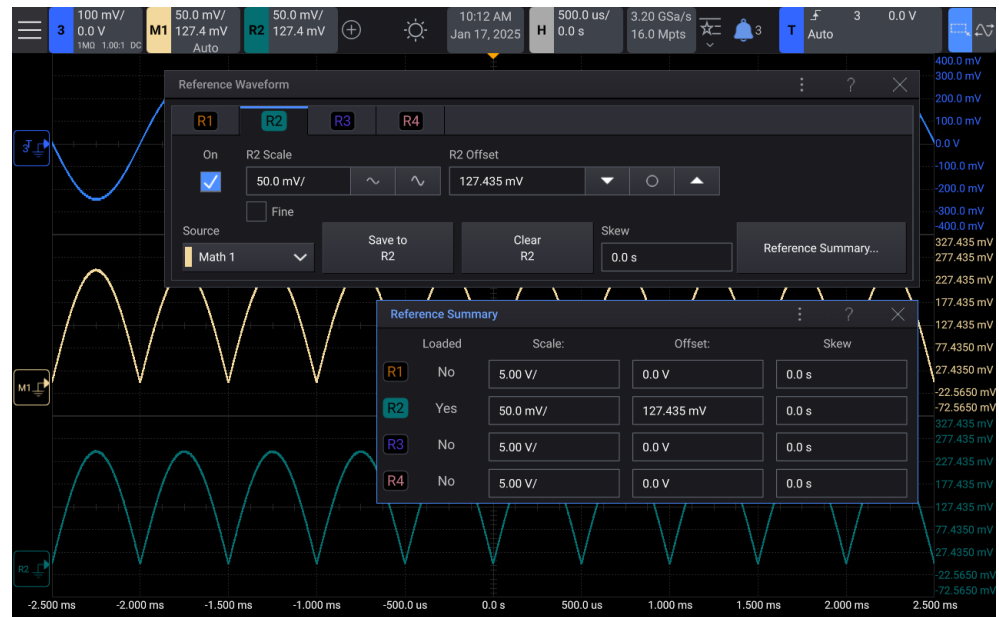 3 100 mV/ 0.0 V 1MΩ 1.00:1 DC
M1 50.0 mV/ 127.4 mV Auto
R2 50.0 mV/ 127.4 mV
10:12 AM
Jan 17, 2025
H 500.0 us/ 0.0 s
3.20 GSa/s
16.0 Mpts
3
T 3 0.0 V
Auto
400.0 mV
300.0 mV
200.0 mV
100.0 mV
0.0 V
-100.0 mV
-200.0 mV
-300.0 mV
-400.0 mV
3 T
Reference Waveform
?
R1 R2 R3 R4
On R2 Scale R2 Offset
50.0 mV/ 127.435 mV
Fine
Source
Math 1
Save to
R2
Clear
R2
Skew
0.0 s
Reference Summary...
327.435 mV
277.435 mV
227.435 mV
177.435 mV
127.435 mV
77.4350 mV
27.4350 mV
-22.5650 mV
-72.5650 mV
M1
Reference Summary
?
Loaded Scale: Offset: Skew
R1 No 5.00 V/ 0.0 V 0.0 s
R2 Yes 50.0 mV/ 127.435 mV 0.0 s
R3 No 5.00 V/ 0.0 V 0.0 s
R4 No 5.00 V/ 0.0 V 0.0 s
327.435 mV
277.435 mV
227.435 mV
177.435 mV
127.435 mV
77.4350 mV
27.4350 mV
-22.5650 mV
-72.5650 mV
R2
-2.500 ms -2.000 ms -1.500 ms -1.000 ms -500.0 us 0.0 s 500.0 us 1.000 ms 1.500 ms 2.000 ms 2.500 ms